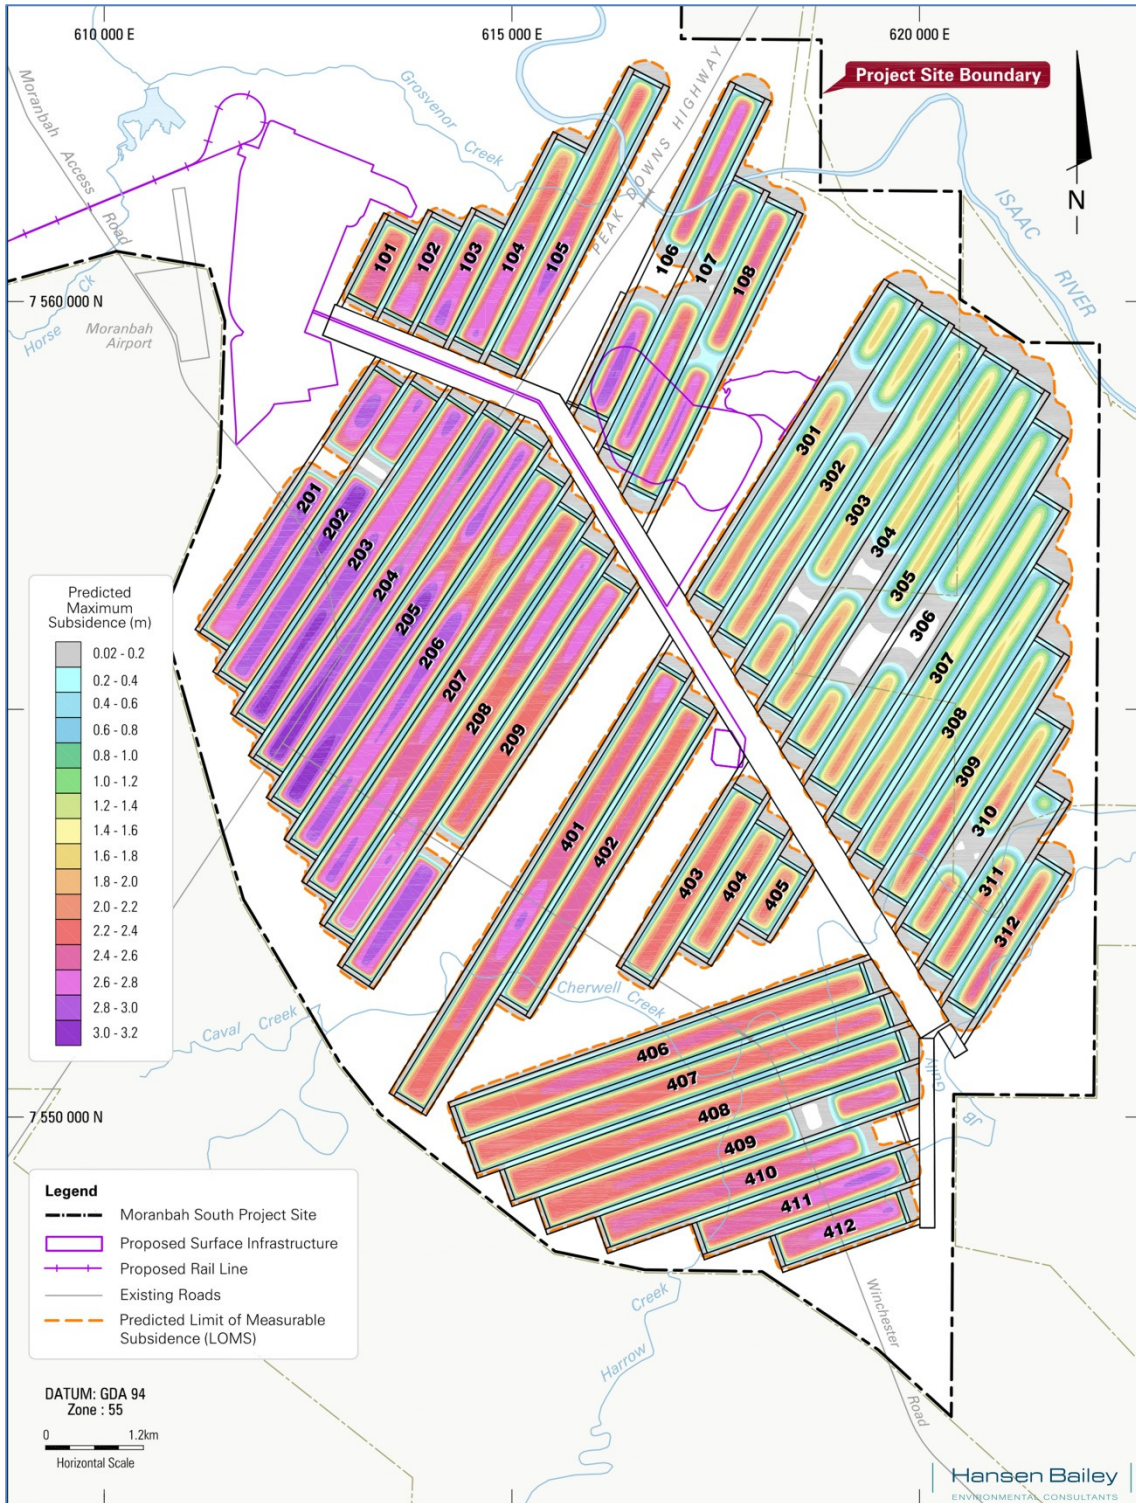 610 000 E
615 000 E
620 000 E
Project Site Boundary
Moranbah Access Road
Grosvenor Creek
PEAK DOWNS HIGHWAY
ISAAC RIVER
N
Horse Ck
Moranbah
Airport
7 560 000 N
101
102
103
104
105
106
107
108
201
202
203
204
205
206
207
208
209
301
302
303
304
305
306
307
308
309
310
311
312
401
402
403
404
405
406
407
408
409
410
411
412
Predicted
Maximum
Subsidence (m)
0.02 - 0.2
0.2 - 0.4
0.4 - 0.6
0.6 - 0.8
0.8 - 1.0
1.0 - 1.2
1.2 - 1.4
1.4 - 1.6
1.6 - 1.8
1.8 - 2.0
2.0 - 2.2
2.2 - 2.4
2.4 - 2.6
2.6 - 2.8
2.8 - 3.0
3.0 - 3.2
Caval Creek
Cherwell Creek
JB Gully
7 550 000 N
Harrow Creek
Winchester Road
Legend
Moranbah South Project Site
Proposed Surface Infrastructure
Proposed Rail Line
Existing Roads
Predicted Limit of Measurable
Subsidence (LOMS)
DATUM: GDA 94
Zone : 55
0 1.2km
Horizontal Scale
Hansen Bailey
ENVIRONMENTAL CONSULTANTS